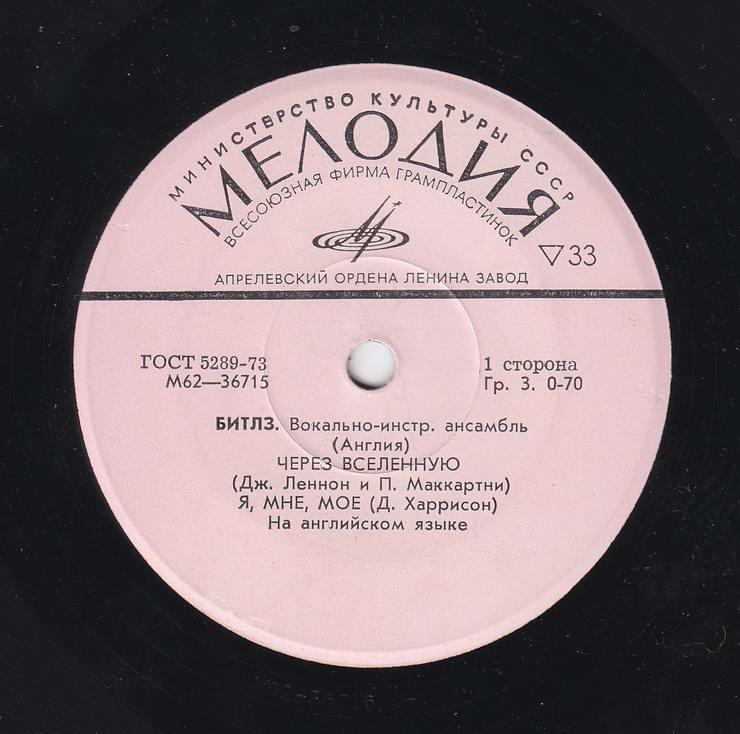 МИНИСТЕРСТВО КУЛЬТУРЫ СССР
МЕЛОДИЯ
ВСЕСОЮЗНАЯ ФИРМА ГРАМПЛАСТИНОК
▽33
АПРЕЛЕВСКИЙ ОРДЕНА ЛЕНИНА ЗАВОД
ГОСТ 5289-73
М62—36715
1 сторона
Гр. 3. 0-70
БИТЛЗ. Вокально-инстр. ансамбль
(Англия)
ЧЕРЕЗ ВСЕЛЕННУЮ
(Дж. Леннон и П. Маккартни)
Я, МНЕ, МОЕ (Д. Харрисон)
На английском языке